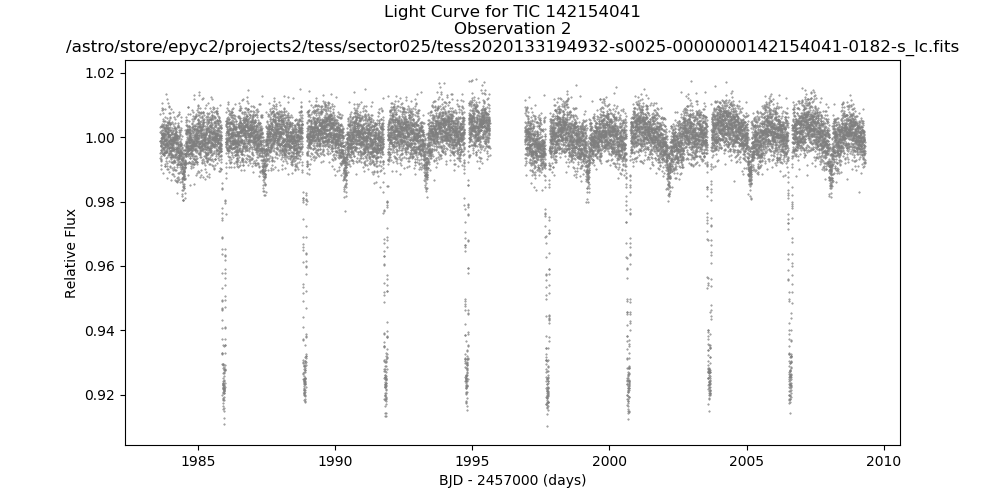 Light Curve for TIC 142154041
Observation 2
/astro/store/epyc2/projects2/tess/sector025/tess2020133194932-s0025-0000000142154041-0182-s_lc.fits
1.02
1.00
0.98
0.96
0.94
0.92
Relative Flux
1985
1990
1995
2000
2005
2010
BJD - 2457000 (days)